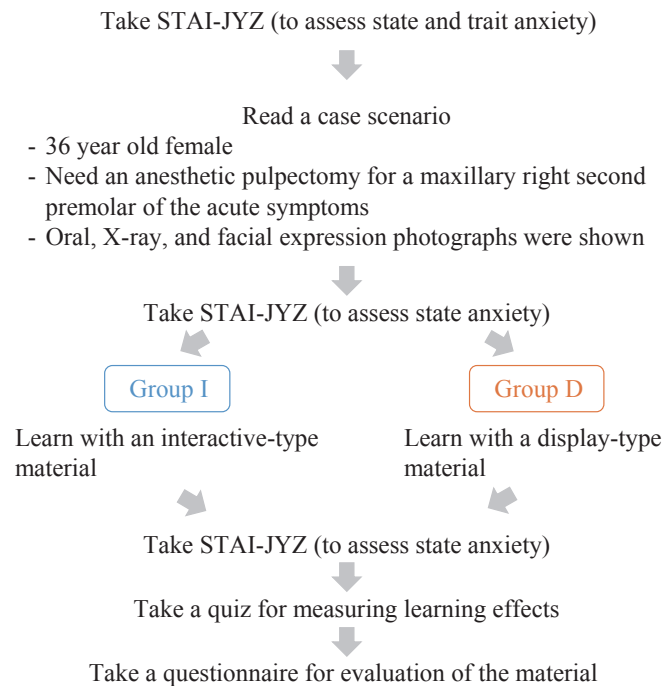 Take STAI-JYZ (to assess state and trait anxiety)
Read a case scenario
- 36 year old female
- Need an anesthetic pulpectomy for a maxillary right second
premolar of the acute symptoms
- Oral, X-ray, and facial expression photographs were shown
Take STAI-JYZ (to assess state anxiety)
Group I
Group D
Learn with an interactive-type
material
Learn with a display-type
material
Take STAI-JYZ (to assess state anxiety)
Take a quiz for measuring learning effects
Take a questionnaire for evaluation of the material